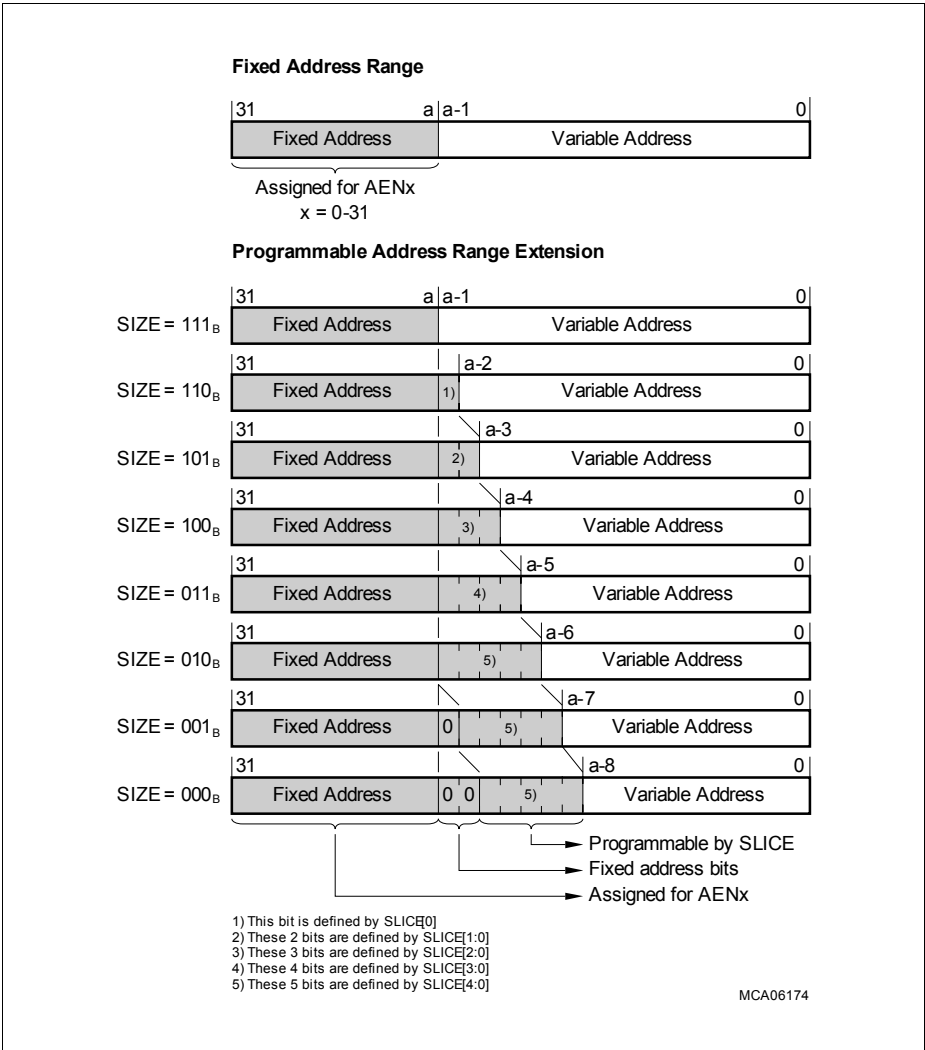 Fixed Address Range
31 a a-1 0
Fixed Address Variable Address
Assigned for AENx
x = 0-31
Programmable Address Range Extension
31 a a-1 0
SIZE = 111B Fixed Address Variable Address
31 a-2 0
SIZE = 110B Fixed Address 1) Variable Address
31 a-3 0
SIZE = 101B Fixed Address 2) Variable Address
31 a-4 0
SIZE = 100B Fixed Address 3) Variable Address
31 a-5 0
SIZE = 011B Fixed Address 4) Variable Address
31 a-6 0
SIZE = 010B Fixed Address 5) Variable Address
31 a-7 0
SIZE = 001B Fixed Address 0 5) Variable Address
31 a-8 0
SIZE = 000B Fixed Address 0 0 5) Variable Address
Programmable by SLICE
Fixed address bits
Assigned for AENx
1) This bit is defined by SLICE[0]
2) These 2 bits are defined by SLICE[1:0]
3) These 3 bits are defined by SLICE[2:0]
4) These 4 bits are defined by SLICE[3:0]
5) These 5 bits are defined by SLICE[4:0]
MCA06174